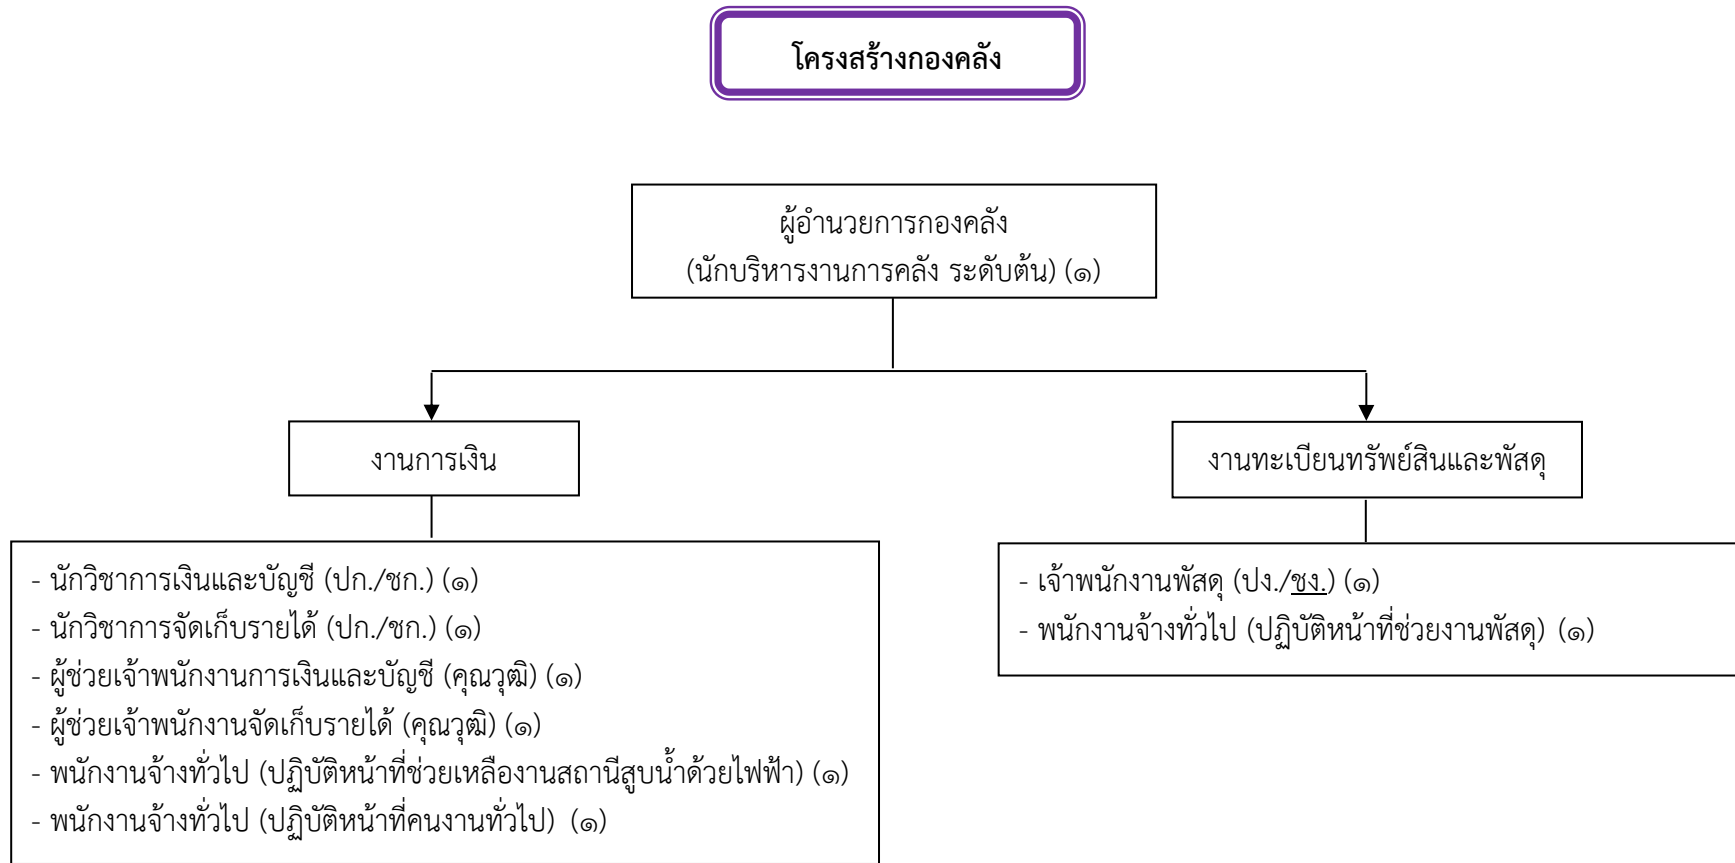 โครงสร้างกองคลัง
ผู้อำนวยการกองคลัง
(นักบริหารงานการคลัง ระดับต้น) (๑)
งานการเงิน
งานทะเบียนทรัพย์สินและพัสดุ
- นักวิชาการเงินและบัญชี (ปก./ชก.) (๑)
- นักวิชาการจัดเก็บรายได้ (ปก./ชก.) (๑)
- ผู้ช่วยเจ้าพนักงานการเงินและบัญชี (คุณวุฒิ) (๑)
- ผู้ช่วยเจ้าพนักงานจัดเก็บรายได้ (คุณวุฒิ) (๑)
- พนักงานจ้างทั่วไป (ปฏิบัติหน้าที่ช่วยเหลืองานสถานีสูบน้ำด้วยไฟฟ้า) (๑)
- พนักงานจ้างทั่วไป (ปฏิบัติหน้าที่คนงานทั่วไป) (๑)
- เจ้าพนักงานพัสดุ (ปง./ชง.) (๑)
- พนักงานจ้างทั่วไป (ปฏิบัติหน้าที่ช่วยงานพัสดุ) (๑)